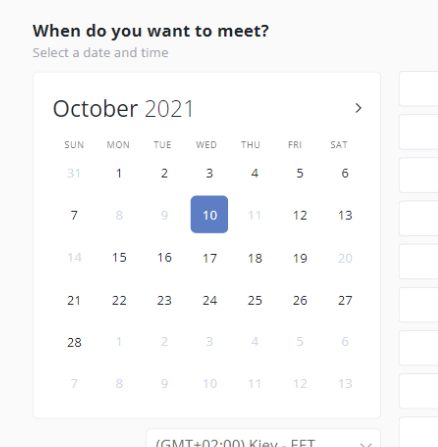 When do you want to meet?
Select a date and time
October 2021
SUN MON TUE WED THU FRI SAT
31 1 2 3 4 5 6
7 8 9 10 11 12 13
14 15 16 17 18 19 20
21 22 23 24 25 26 27
28 1 2 3 4 5 6
7 8 9 10 11 12 13
(GMT+02:00) Kiev - EET